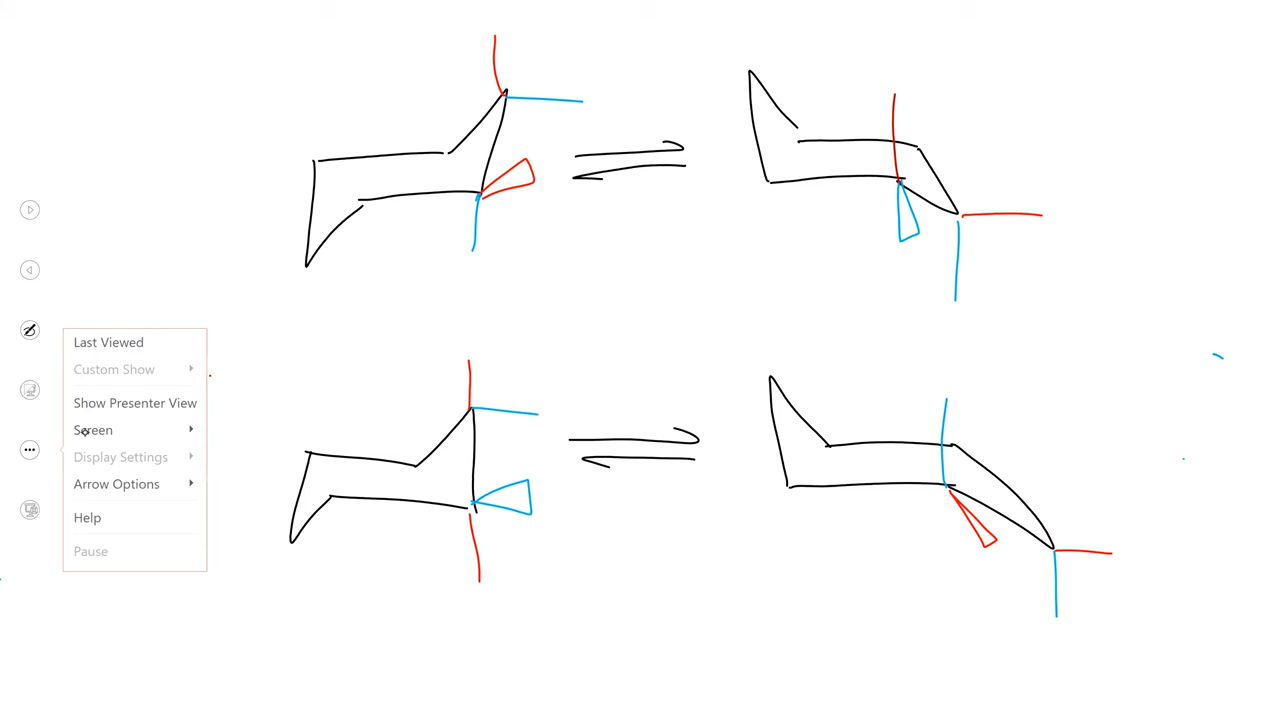 Last Viewed
Custom Show
Show Presenter View
Screen
Display Settings
Arrow Options
Help
Pause